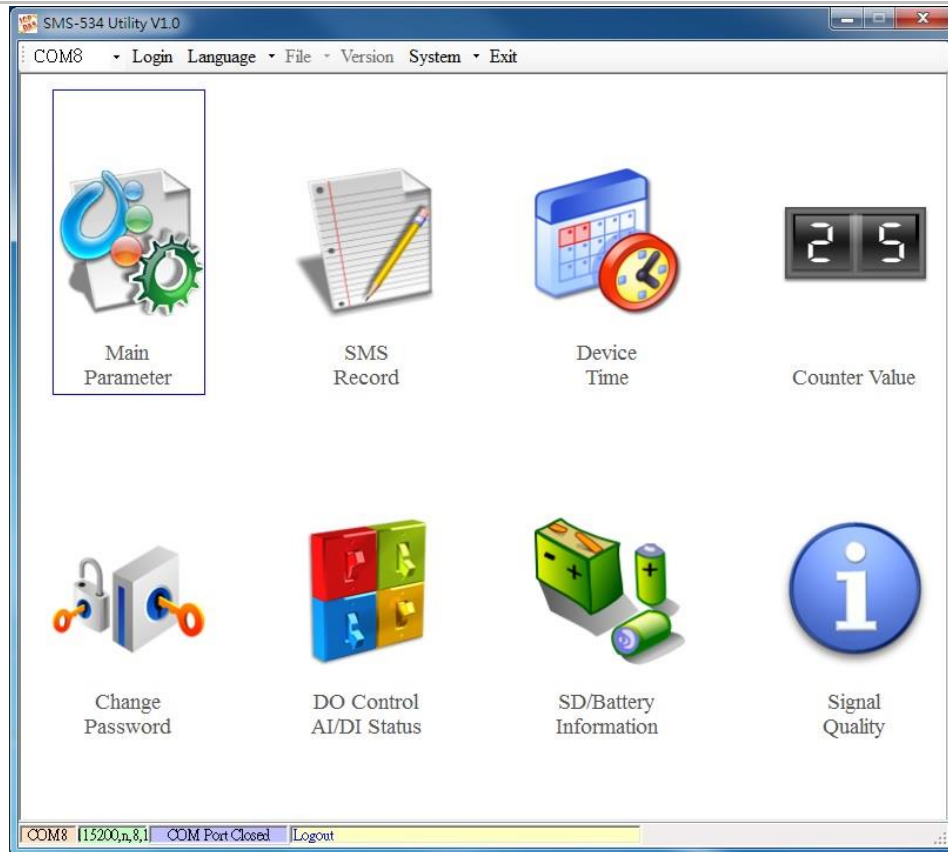 SMS-534 Utility V1.0
COM8 Login Language File Version System Exit
Main
Parameter
SMS
Record
Device
Time
25
Counter Value
Change
Password
DO Control
AI/DI Status
SD/Battery
Information
Signal
Quality
COM8 115200,n,8,1 COM Port Closed Logout